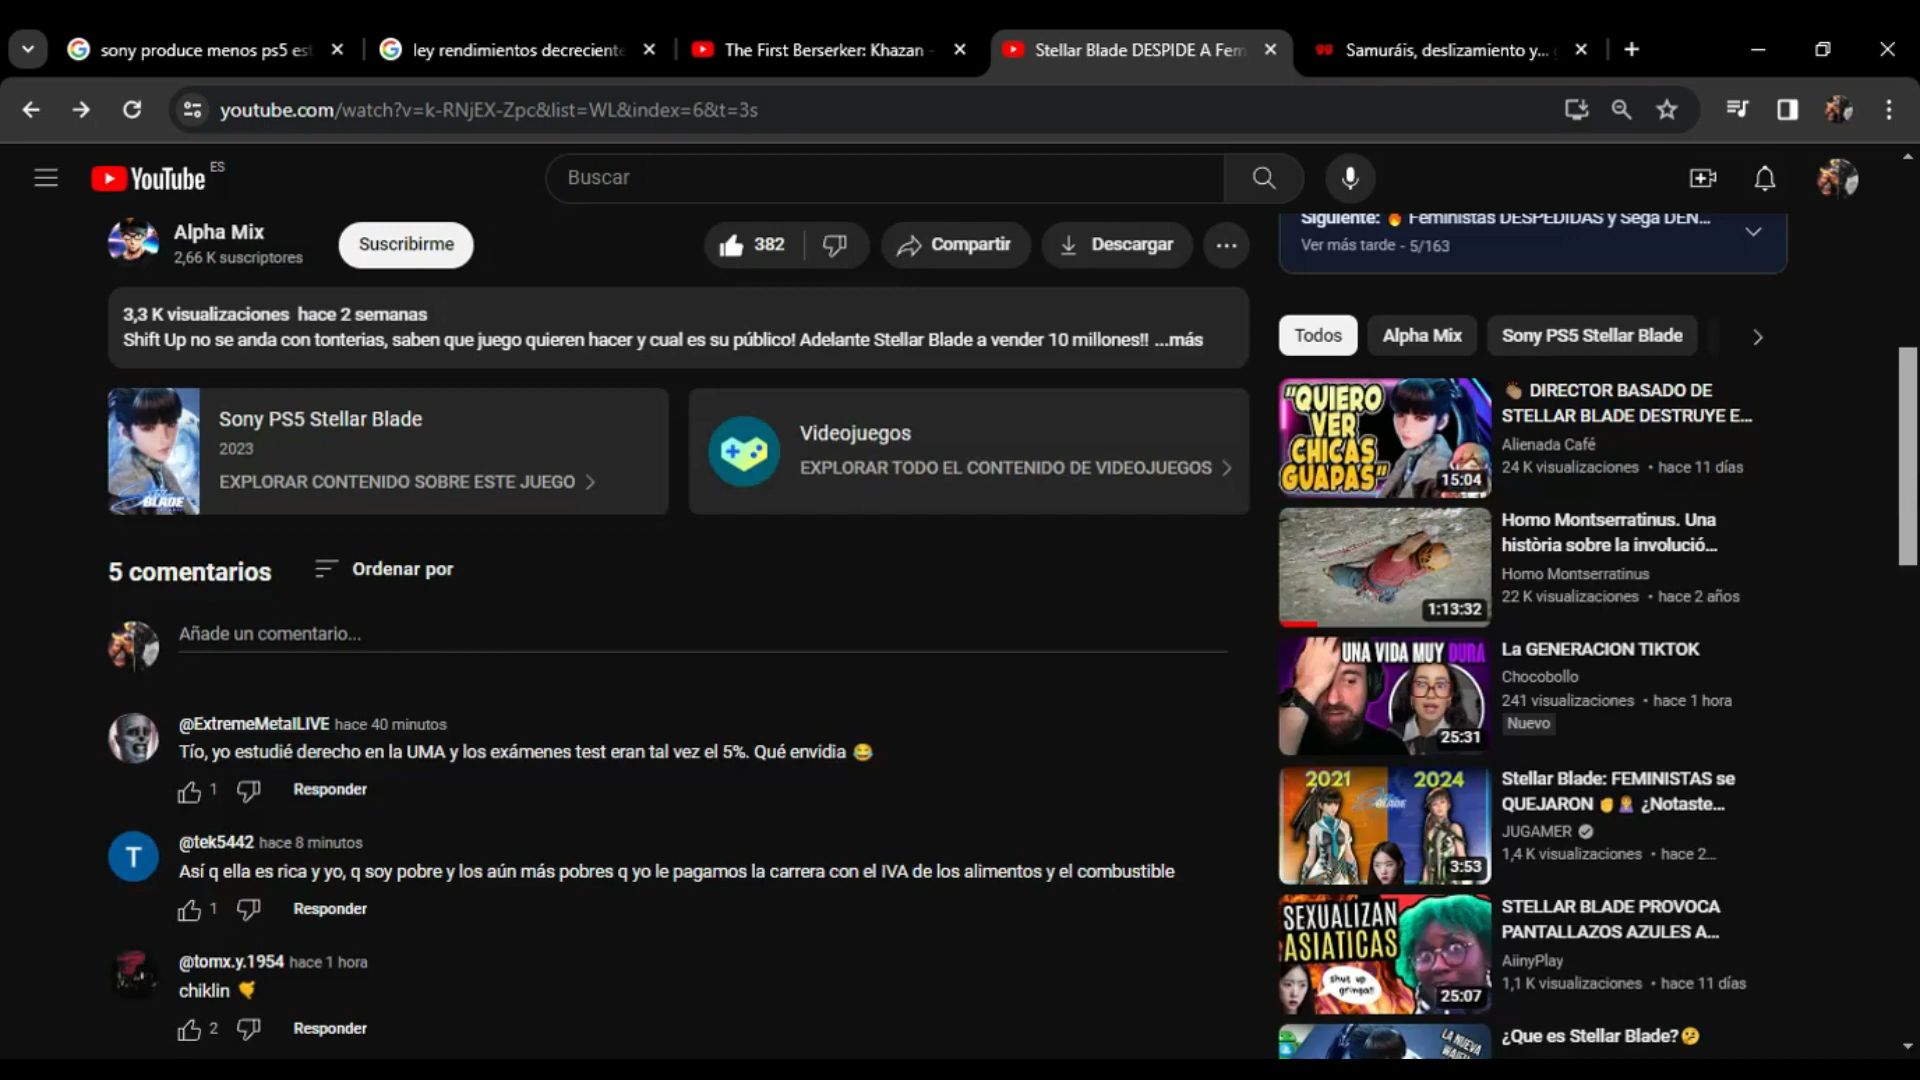 sony produce menos ps5 es
ley rendimientos decreciente
The First Berserker: Khazan -
Stellar Blade DESPIDE A Fem
Samuráis, deslizamiento y...
youtube.com/watch?v=k-RNjEX-Zpc&list=WL&index=6&t=3s
YouTube ES
Buscar
Alpha Mix
2,66 K suscriptores
Suscribirme
382
Compartir
Descargar
3,3 K visualizaciones hace 2 semanas
Shift Up no se anda con tonterias, saben que juego quieren hacer y cual es su público! Adelante Stellar Blade a vender 10 millones!! ...más
BLADE
Sony PS5 Stellar Blade
2023
EXPLORAR CONTENIDO SOBRE ESTE JUEGO
Videojuegos
EXPLORAR TODO EL CONTENIDO DE VIDEOJUEGOS
5 comentarios
Ordenar por
Añade un comentario...
@ExtremeMetalLIVE hace 40 minutos
Tío, yo estudié derecho en la UMA y los exámenes test eran tal vez el 5%. Qué envidia 😂
1
Responder
T
@tek5442 hace 8 minutos
Así q ella es rica y yo, q soy pobre y los aún más pobres q yo le pagamos la carrera con el IVA de los alimentos y el combustible
1
Responder
@tomx.y.1954 hace 1 hora
chiklin 🤙
2
Responder
Siguiente: 🔥 Feministas DESPEDIDAS y Sega DEN...
Ver más tarde - 5/163
Todos
Alpha Mix
Sony PS5 Stellar Blade
"QUIERO
VER
CHICAS
GUAPAS"
15:04
👏🏽 DIRECTOR BASADO DE
STELLAR BLADE DESTRUYE E...
Alienada Café
24 K visualizaciones • hace 11 días
1:13:32
Homo Montserratinus. Una
història sobre la involució...
Homo Montserratinus
22 K visualizaciones • hace 2 años
UNA VIDA MUY DURA
25:31
La GENERACION TIKTOK
Chocobollo
241 visualizaciones • hace 1 hora
Nuevo
2021
2024
BLADE
3:53
Stellar Blade: FEMINISTAS se
QUEJARON ✊🤦‍♀️ ¿Notaste...
JUGAMER
1,4 K visualizaciones • hace 2...
SEXUALIZAN
ASIATICAS
shut up
gringa!!
25:07
STELLAR BLADE PROVOCA
PANTALLAZOS AZULES A...
AiinyPlay
1,1 K visualizaciones • hace 11 días
LA NUEVA
¿Que es Stellar Blade?🤔